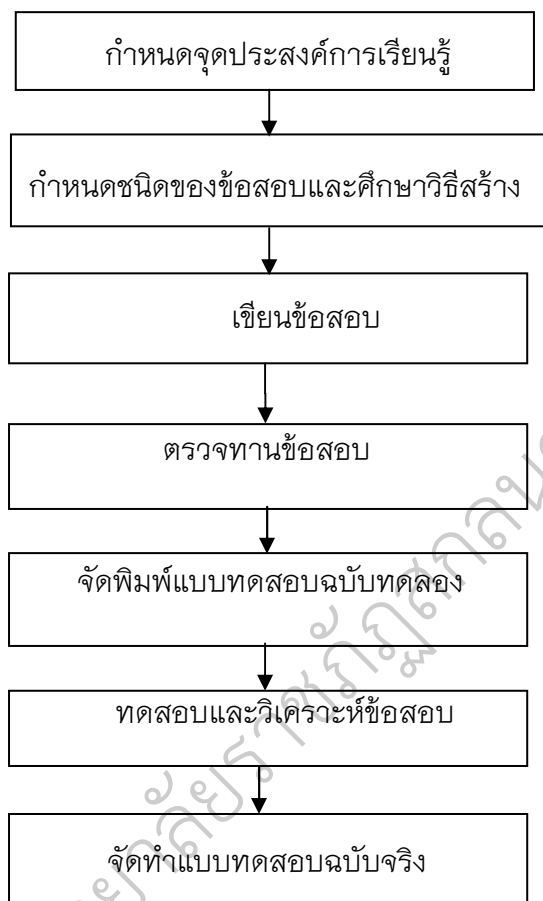 กำหนดจุดประสงค์การเรียนรู้
กำหนดชนิดของข้อสอบและศึกษาวิธีสร้าง
เขียนข้อสอบ
ตรวจทานข้อสอบ
จัดพิมพ์แบบทดสอบฉบับทดลอง
ทดสอบและวิเคราะห์ข้อสอบ
จัดทำแบบทดสอบฉบับจริง